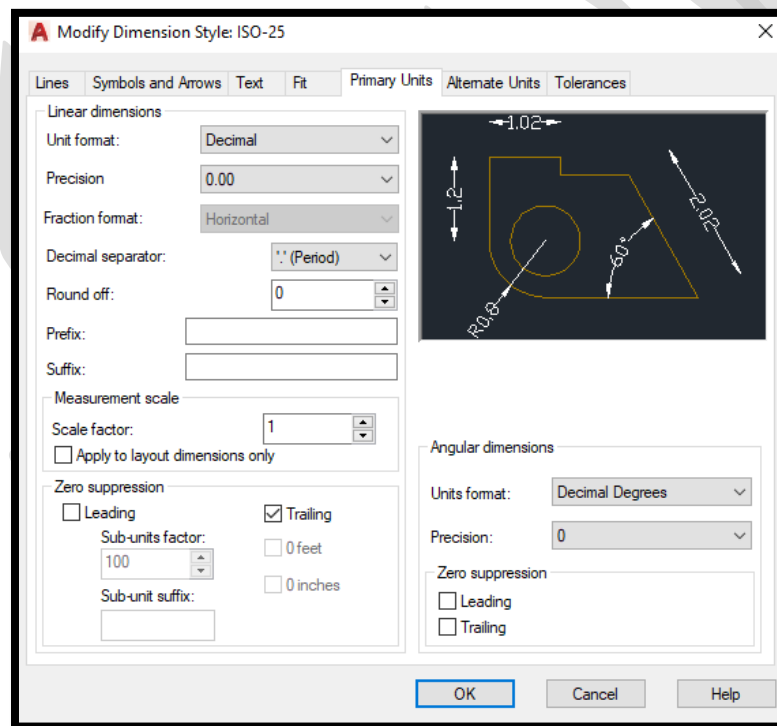 Modify Dimension Style: ISO-25
Lines Symbols and Arrows Text Fit Primary Units Alternate Units Tolerances
Linear dimensions
Unit format: Decimal
Precision 0.00
Fraction format: Horizontal
Decimal separator: '.' (Period)
Round off: 0
Prefix:
Suffix:
Measurement scale
Scale factor: 1
Apply to layout dimensions only
Zero suppression
Leading Trailing
Sub-units factor: 0 feet
100
0 inches
Sub-unit suffix:
1.02
1.2
2.02
60°
R0.8
Angular dimensions
Units format: Decimal Degrees
Precision: 0
Zero suppression
Leading
Trailing
OK Cancel Help